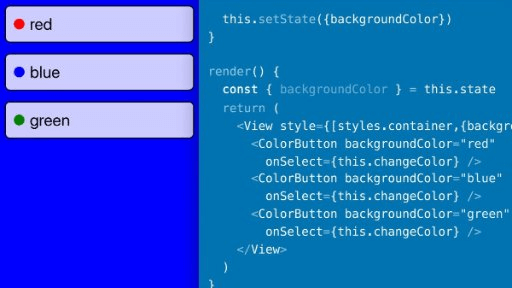 red
blue
green
this.setState({backgroundColor})
}
render() {
const { backgroundColor } = this.state
return (
<View style={[styles.container,{backgro
<ColorButton backgroundColor="red"
onSelect={this.changeColor} />
<ColorButton backgroundColor="blue"
onSelect={this.changeColor} />
<ColorButton backgroundColor="green"
onSelect={this.changeColor} />
</View>
)
}